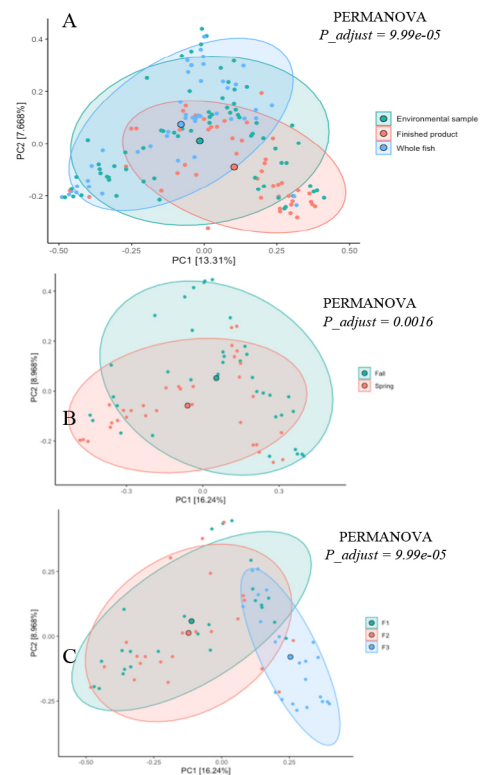 A
PERMANOVA
P_adjust = 9.99e-05
PC2 [7.668%]
0.4
0.2
0.0
-0.2
-0.50
-0.25
0.00
0.25
0.50
PC1 [13.31%]
Environmental sample
Finished product
Whole fish
B
PERMANOVA
P_adjust = 0.0016
PC2 [8.968%]
0.4
0.2
0.0
-0.2
-0.3
0.0
0.3
PC1 [16.24%]
Fall
Spring
C
PERMANOVA
P_adjust = 9.99e-05
PC2 [8.968%]
0.25
0.00
-0.25
-0.50
-0.25
0.00
0.25
PC1 [16.24%]
F1
F2
F3